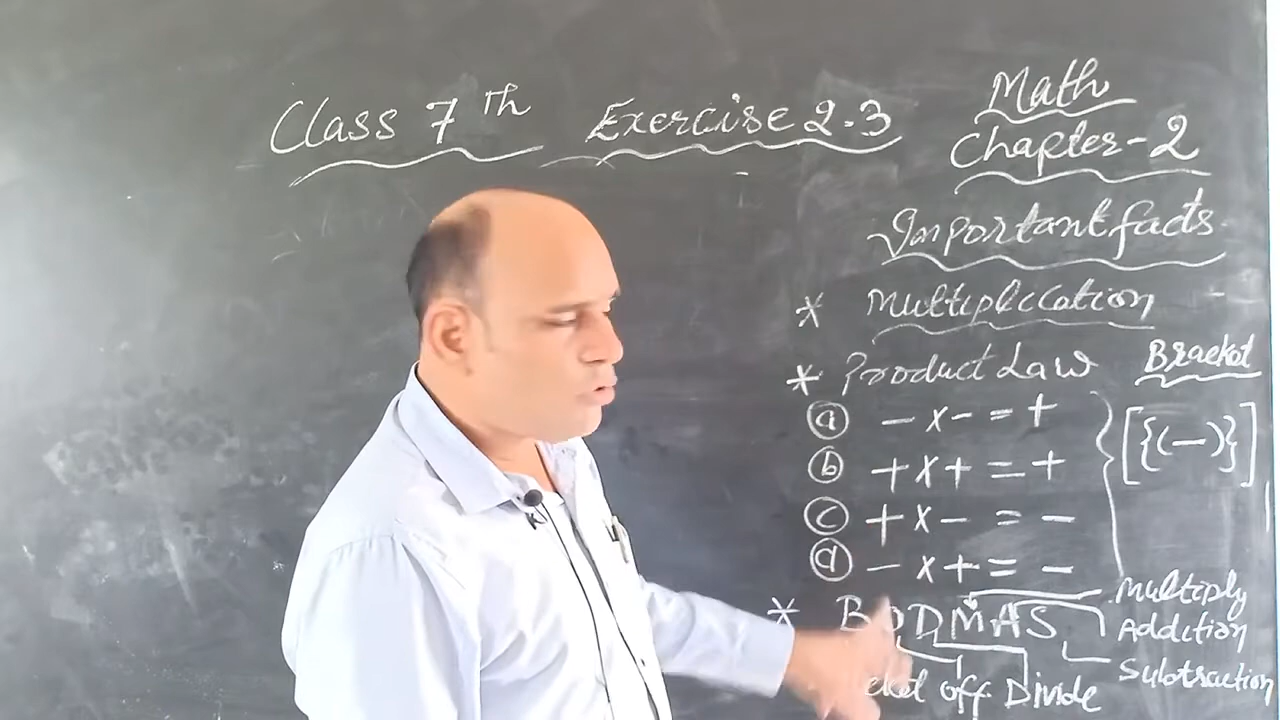 Class 7th Exercise 2.3
Math
Chapter-2
Important facts
* Multiplication
* Product Law
Bracket
(a) - x - = +
[{(—)}]
(b) + x + = +
(c) + x - = -
(d) - x + = -
* BODMAS
Multiply
Addition
Subtraction
off Divide